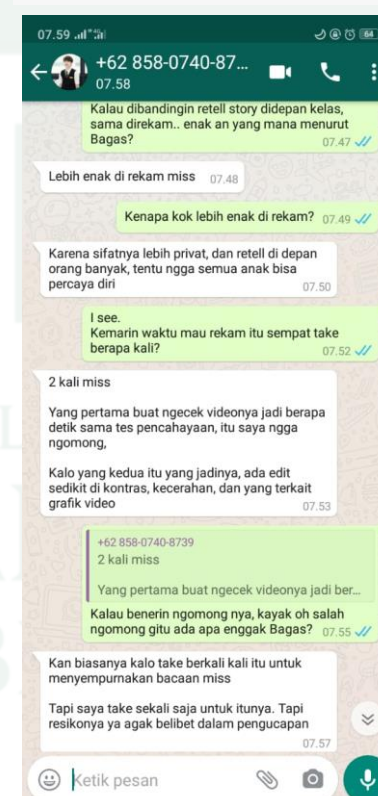 07.59
64
+62 858-0740-87...
07.58
Kalau dibandingin retell story didepan kelas,
sama direkam.. enak an yang mana menurut
Bagas?
07.47
Lebih enak di rekam miss
07.48
Kenapa kok lebih enak di rekam?
07.49
Karena sifatnya lebih privat, dan retell di depan
orang banyak, tentu ngga semua anak bisa
percaya diri
07.50
I see.
Kemarin waktu mau rekam itu sempat take
berapa kali?
07.52
2 kali miss
Yang pertama buat ngecek videonya jadi berapa
detik sama tes pencahayaan, itu saya ngga
ngomong,
Kalo yang kedua itu yang jadinya, ada edit
sedikit di kontras, kecerahan, dan yang terkait
grafik video
07.53
+62 858-0740-8739
2 kali miss
Yang pertama buat ngecek videonya jadi ber...
Kalau benerin ngomong nya, kayak oh salah
ngomong gitu ada apa enggak Bagas?
07.55
Kan biasanya kalo take berkali kali itu untuk
menyempurnakan bacaan miss
Tapi saya take sekali saja untuk itunya. Tapi
resikonya ya agak belibet dalam pengucapan
07.57
Ketik pesan